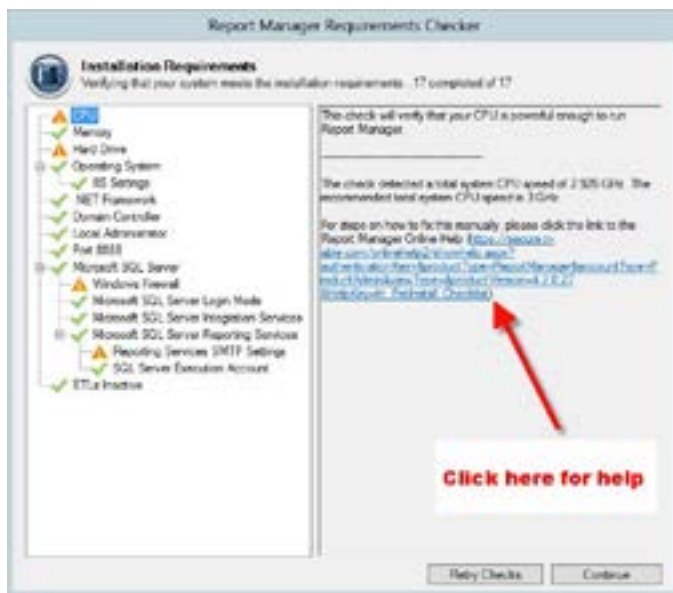 Report Manager Requirements Checker
Installation Requirements
Verifying that your system meets the installation requirements. 17 completed of 17
CPU
Memory
Hard Drive
Operating System
IIS Settings
.NET Framework
Domain Controller
Local Administrator
Port 8888
Microsoft SQL Server
Windows Firewall
Microsoft SQL Server Login Mode
Microsoft SQL Server Integration Services
Microsoft SQL Server Reporting Services
Reporting Services SMTP Settings
SQL Server Execution Account
ETLs Inactive
This check will verify that your CPU is powerful enough to run
Report Manager
The check detected a total system CPU speed of 2.925 GHz. The
recommended total system CPU speed is 3 GHz.
For steps on how to fix this manually, please click the link to the
Report Manager Online Help
Click here for help
Retry Checks
Continue